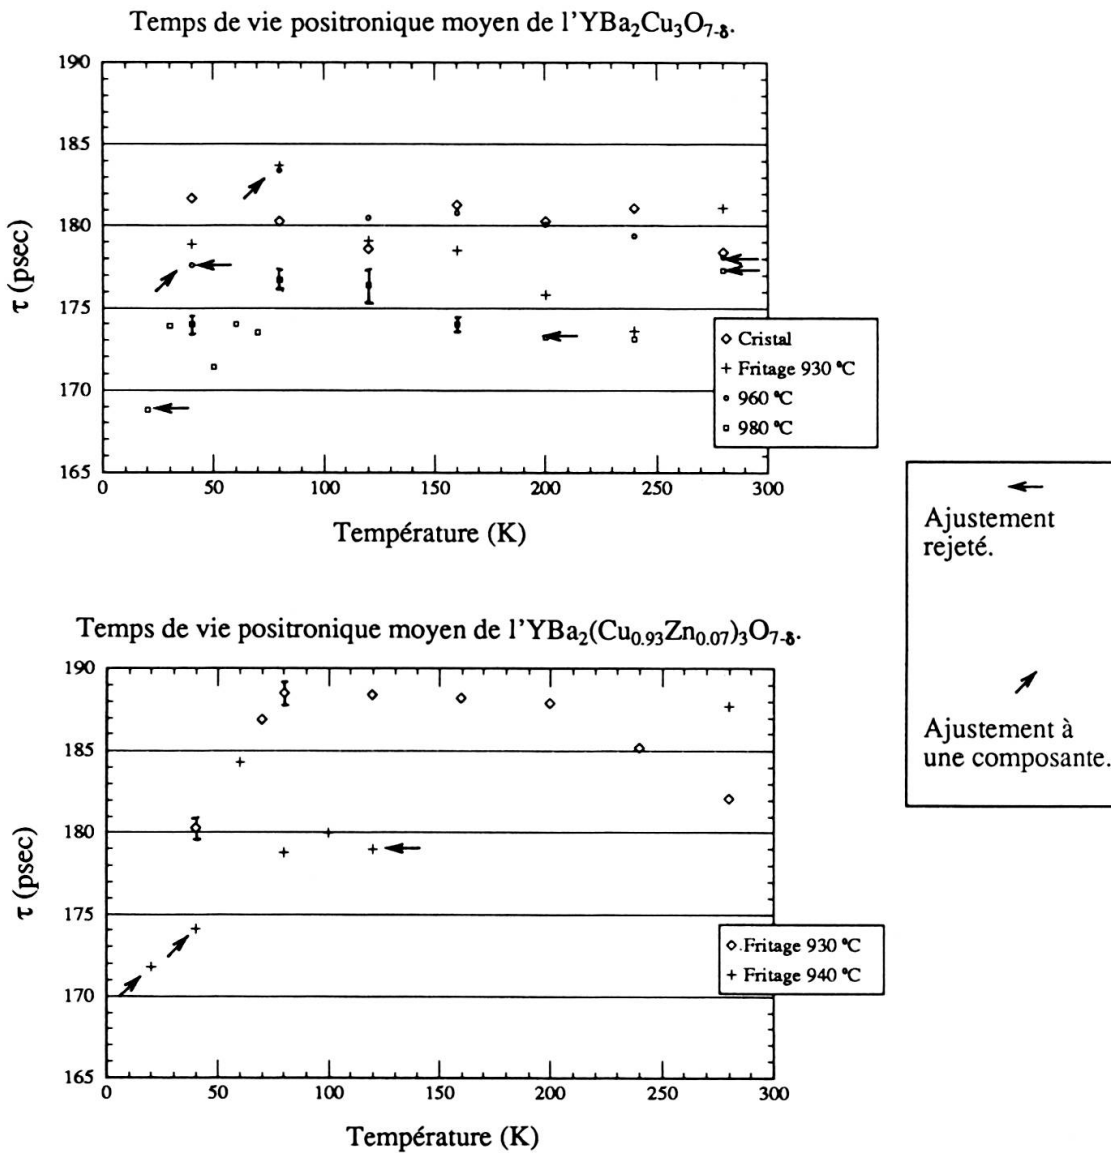 Temps de vie positronique moyen de l'YBa₂Cu₃O₇₋δ.
190
185
180
175
170
165
τ (psec)
0 50 100 150 200 250 300
Température (K)
Cristal
Fritage 930 °C
960 °C
980 °C
Ajustement
rejeté.
Ajustement à
une composante.
Temps de vie positronique moyen de l'YBa₂(Cu₀.₉₃Zn₀.₀₇)₃O₇₋δ.
190
185
180
175
170
165
τ (psec)
0 50 100 150 200 250 300
Température (K)
Fritage 930 °C
Fritage 940 °C